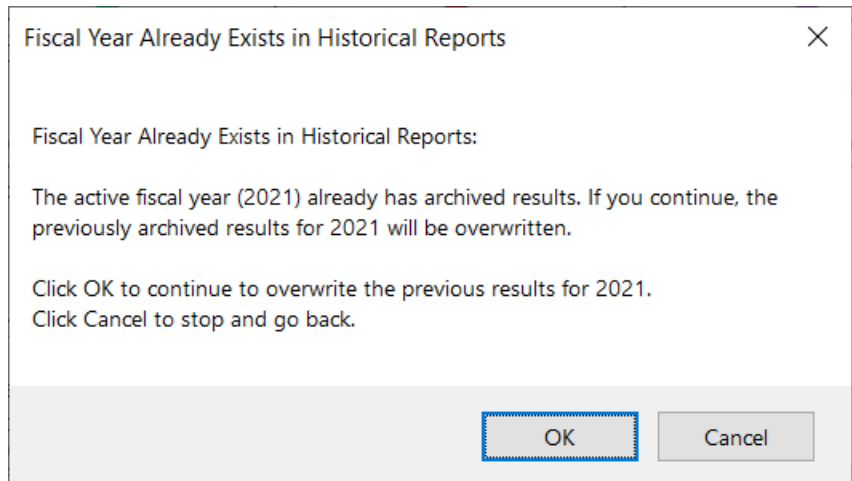 Fiscal Year Already Exists in Historical Reports
Fiscal Year Already Exists in Historical Reports:
The active fiscal year (2021) already has archived results. If you continue, the
previously archived results for 2021 will be overwritten.
Click OK to continue to overwrite the previous results for 2021.
Click Cancel to stop and go back.
OK
Cancel